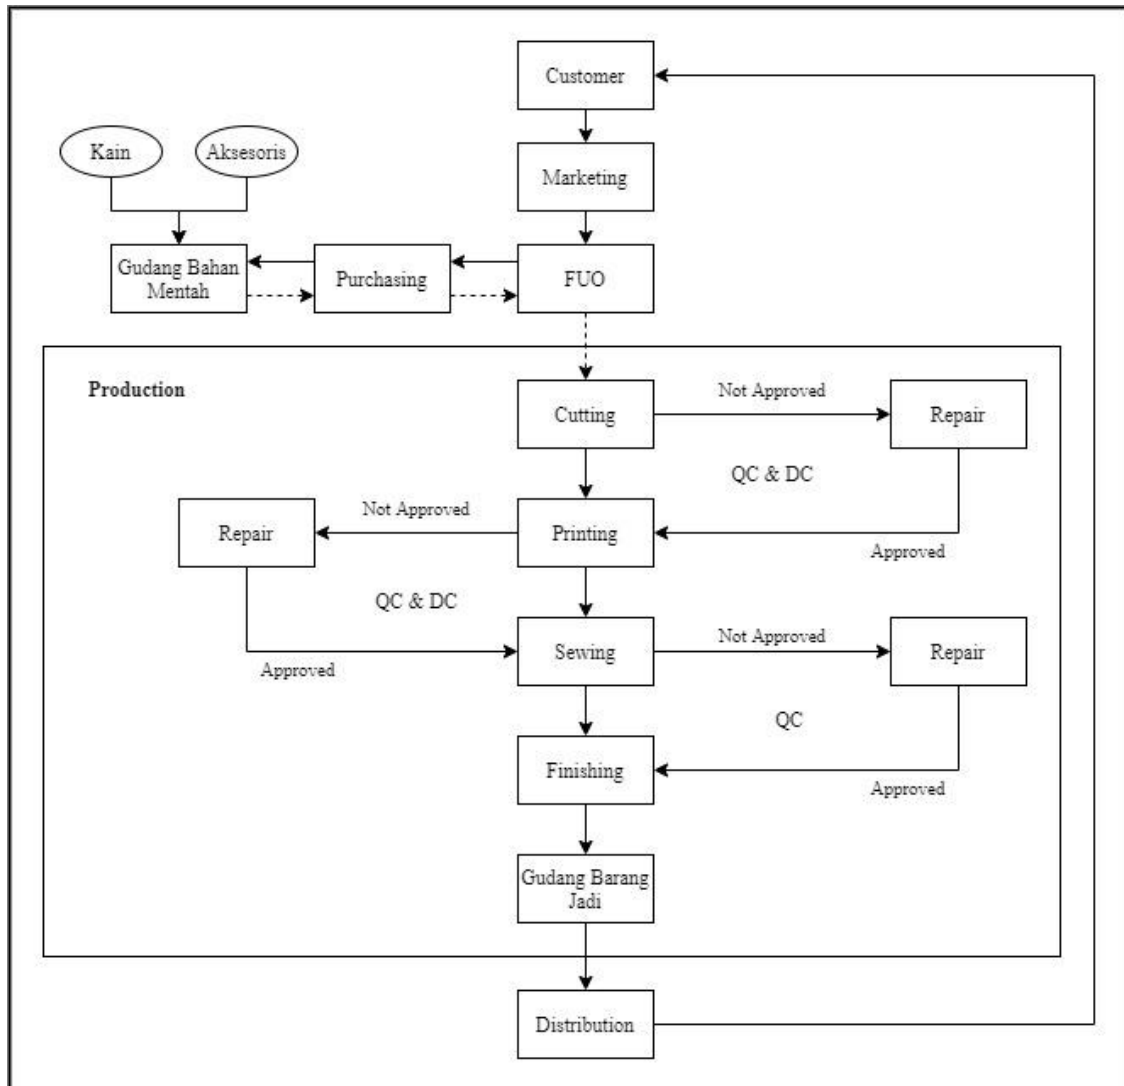 Customer
Kain
Aksesoris
Marketing
Gudang Bahan
Mentah
Purchasing
FUO
Production
Cutting
Not Approved
Repair
QC & DC
Repair
Not Approved
Printing
Approved
QC & DC
Approved
Sewing
Not Approved
Repair
QC
Finishing
Approved
Gudang Barang
Jadi
Distribution